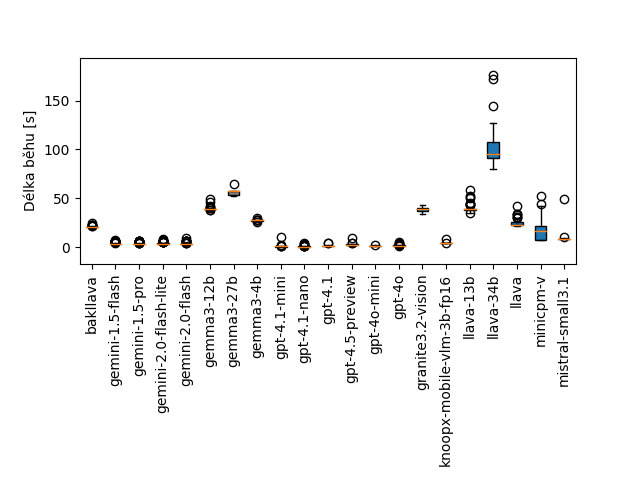 Délka běhu [s]
150
100
50
0
bakllava
gemini-1.5-flash
gemini-1.5-pro
gemini-2.0-flash-lite
gemini-2.0-flash
gemma3-12b
gemma3-27b
gemma3-4b
gpt-4.1-mini
gpt-4.1-nano
gpt-4.1
gpt-4.5-preview
gpt-4o-mini
gpt-4o
granite3.2-vision
knoopx-mobile-vlm-3b-fp16
llava-13b
llava-34b
llava
minicpm-v
mistral-small3.1